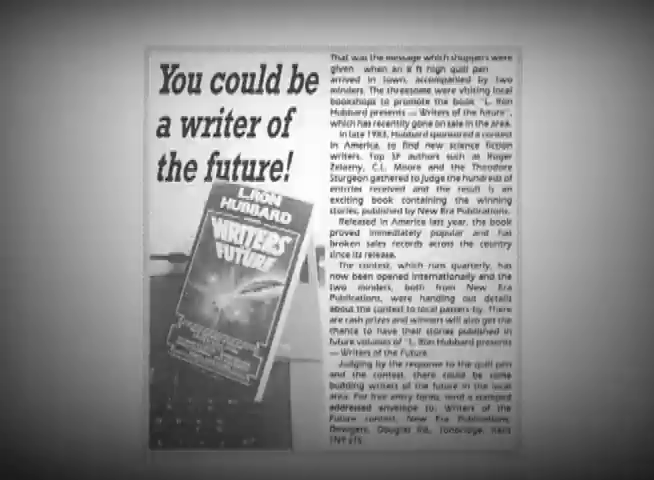 You could be
a writer of
the future!
L. RON
HUBBARD
WRITERS
FUTURE
That was the message which shoppers were
given when an 8 ft high quill pen
arrived in town, accompanied by two
minders. The threesome were visiting local
bookshops to promote the book "L. Ron
Hubbard presents — Writers of the future",
which has recently gone on sale in the area.
In late 1983, Hubbard sponsored a contest
in America, to find new science fiction
writers. Top SF authors such as Roger
Zelazny, C.L. Moore and the Theodore
Sturgeon gathered to judge the hundreds of
entries received and the result is an
exciting book containing the winning
stories, published by New Era Publications.
Released in America last year, the book
proved immediately popular and has
broken sales records across the country
since its release.
The contest, which runs quarterly, has
now been opened internationally and the
two minders, both from New Era
Publications, were handing out details
about the contest to local passers-by. There
are cash prizes and winners will also get the
chance to have their stories published in
future volumes of "L. Ron Hubbard presents
— Writers of the Future.
Judging by the response to the quill pen
and the contest, there could be some
budding writers of the future in the local
area. For free entry forms, send a stamped
addressed envelope to: Writers of the
Future contest, New Era Publications,
Douglas Rd, Tonbridge, Kent